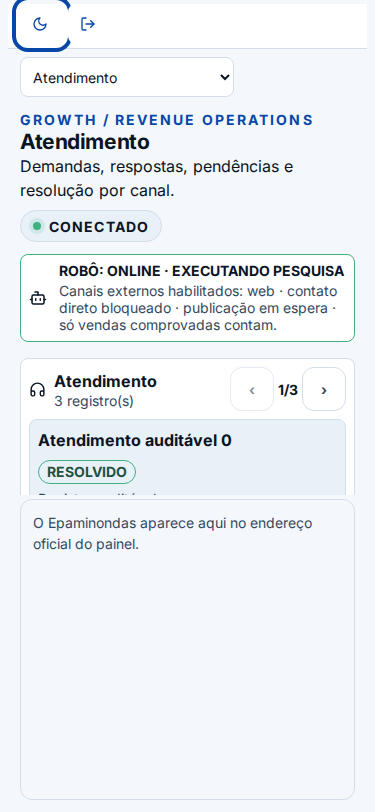 Atendimento
GROWTH / REVENUE OPERATIONS
Atendimento
Demandas, respostas, pendências e
resolução por canal.
CONECTADO
ROBÔ: ONLINE · EXECUTANDO PESQUISA
Canais externos habilitados: web · contato
direto bloqueado · publicação em espera ·
só vendas comprovadas contam.
Atendimento
3 registro(s)
‹ 1/3 ›
Atendimento auditável 0
RESOLVIDO
O Epaminondas aparece aqui no endereço
oficial do painel.